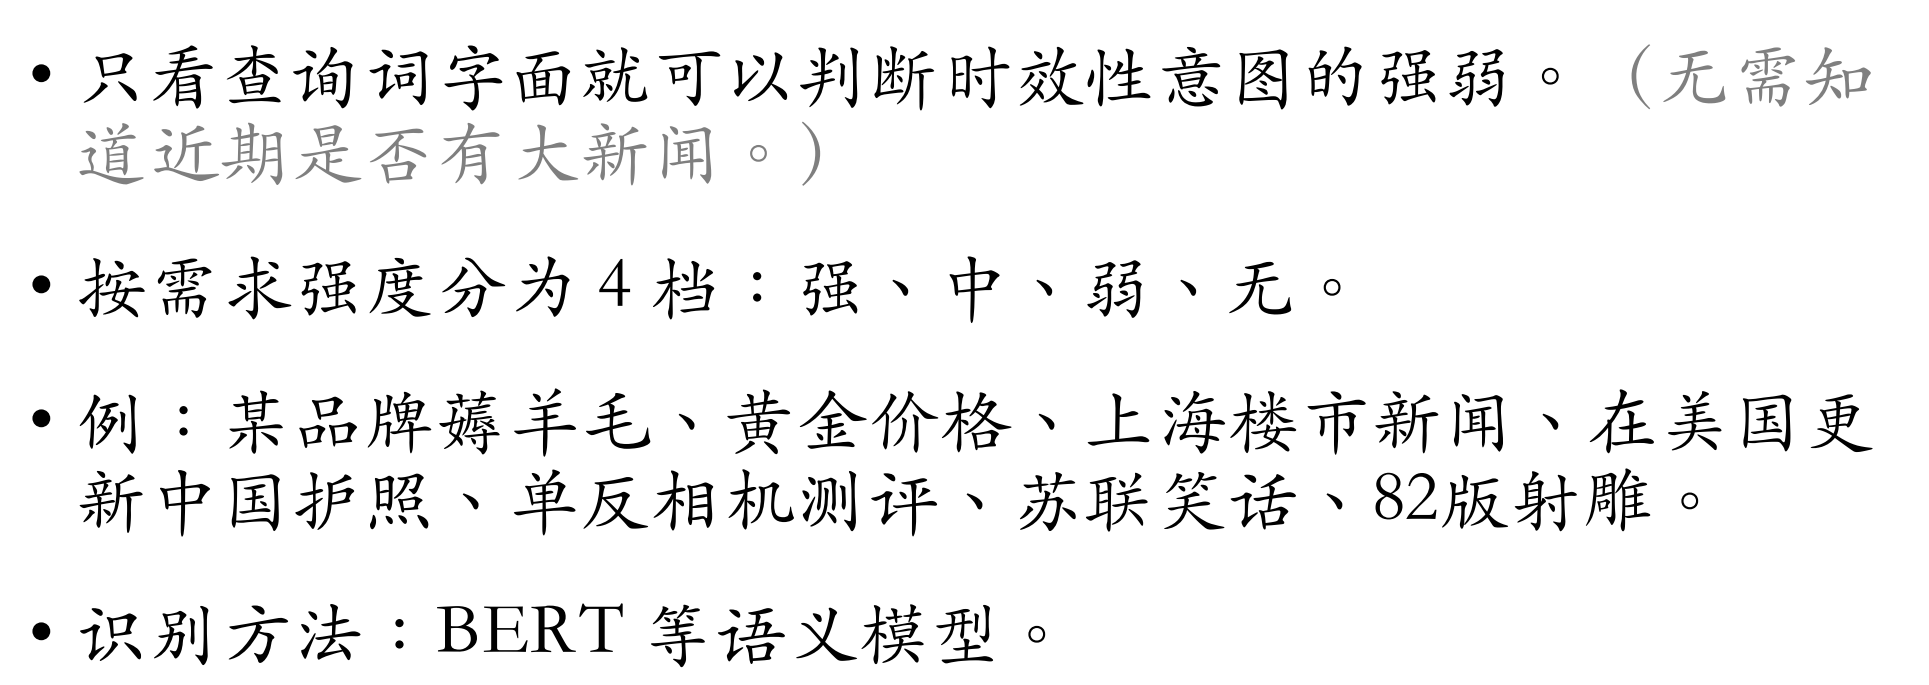 • 只看查询词字面就可以判断时效性意图的强弱。（无需知
道近期是否有大新闻。）
• 按需求强度分为 4 档：强、中、弱、无。
• 例：某品牌薅羊毛、黄金价格、上海楼市新闻、在美国更
新中国护照、单反相机测评、苏联笑话、82版射雕。
• 识别方法：BERT 等语义模型。